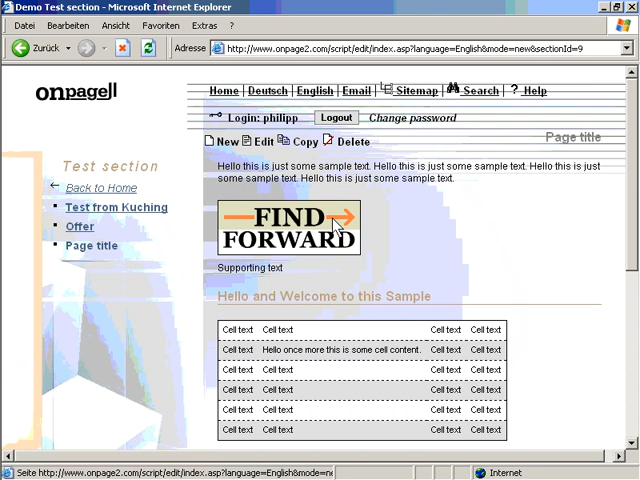 Demo Test section - Microsoft Internet Explorer
Datei Bearbeiten Ansicht Favoriten Extras ?
Zurück Adresse http://www.onpage2.com/script/edit/index.asp?language=English&mode=new&sectionId=9
onpage
Home | Deutsch | English | Email | Sitemap | Search | ? Help
Login: philipp Logout Change password
New Edit Copy Delete
Page title
Test section
Back to Home
Test from Kuching
Offer
Page title
Hello this is just some sample text. Hello this is just some sample text. Hello this is just some
sample text. Hello this is just some sample text.
FIND
FORWARD
Supporting text
Hello and Welcome to this Sample
Cell text Cell text Cell text Cell text
Cell text Hello once more this is some cell content. Cell text Cell text
Cell text Cell text Cell text Cell text
Cell text Cell text Cell text Cell text
Cell text Cell text Cell text Cell text
Cell text Cell text Cell text Cell text
Seite http://www.onpage2.com/script/edit/index.asp?language=English&mode=ne Internet